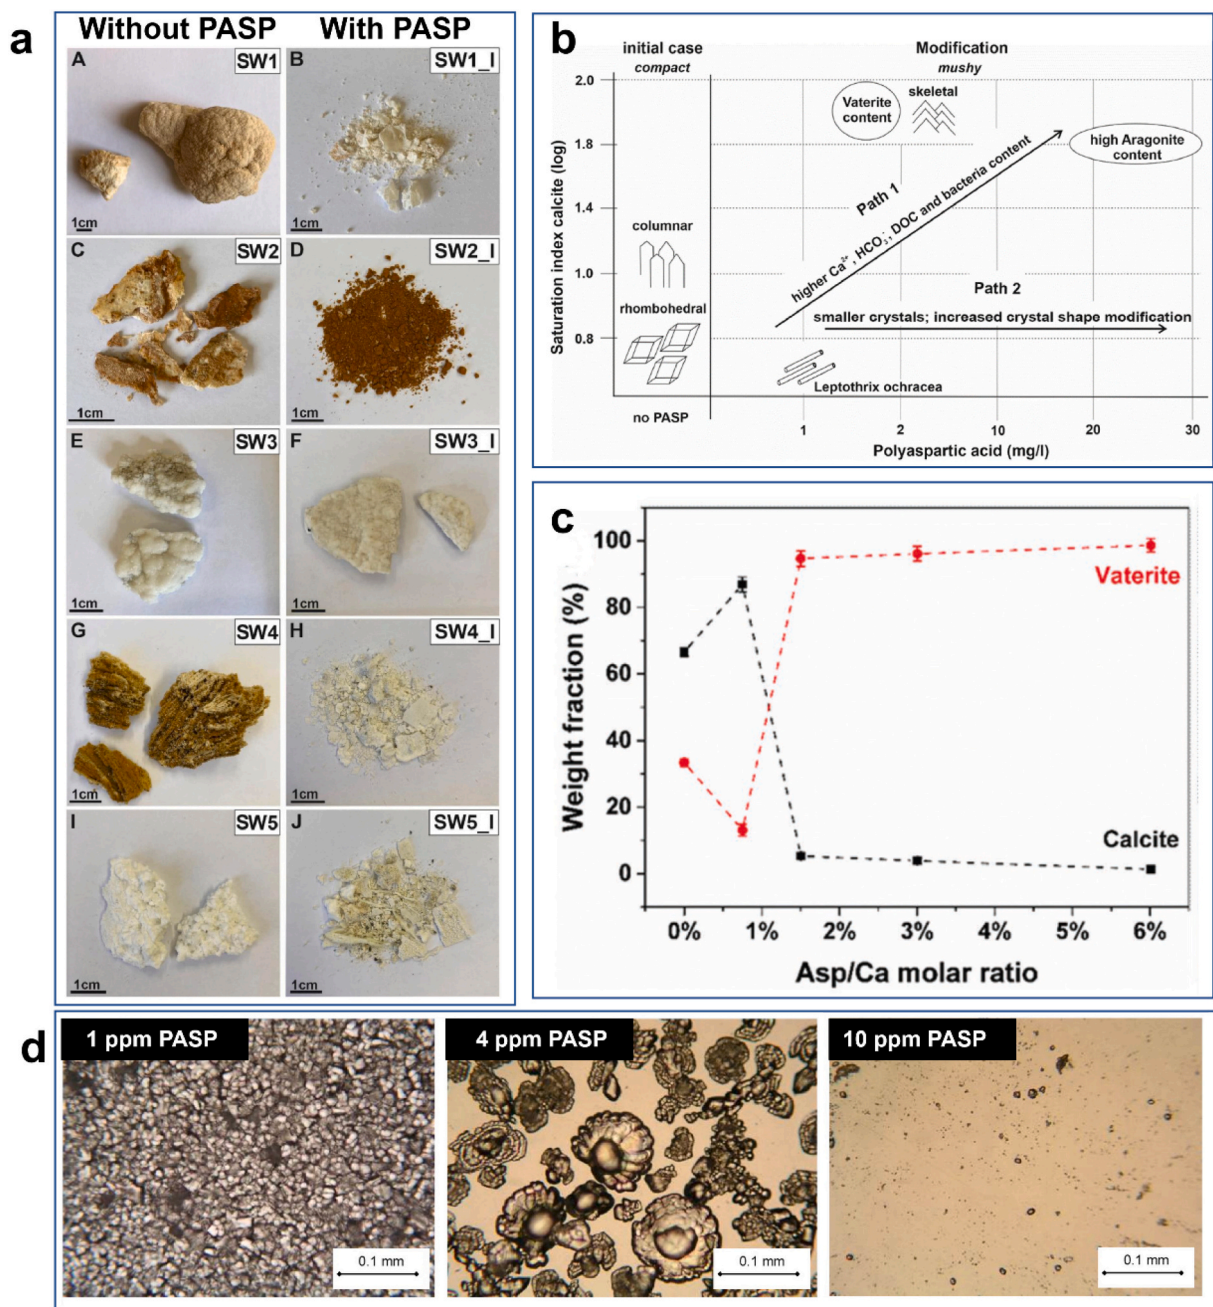 a
Without PASP
With PASP
A
SW1
1cm
B
SW1_I
1cm
C
SW2
1cm
D
SW2_I
1cm
E
SW3
1cm
F
SW3_I
1cm
G
SW4
1cm
H
SW4_I
1cm
I
SW5
1cm
J
SW5_I
1cm
b
initial case
compact
Modification
mushy
Saturation index calcite (log)
2.0
1.8
1.4
1.0
0.8
columnar
rhombohedral
no PASP
Vaterite
content
skeletal
high Aragonite
content
Path 1
higher Ca²⁺, HCO₃⁻, DOC and bacteria content
Path 2
smaller crystals; increased crystal shape modification
Leptothrix ochracea
1
2
10
20
30
Polyaspartic acid (mg/l)
c
Weight fraction (%)
100
80
60
40
20
0
Vaterite
Calcite
0%
1%
2%
3%
4%
5%
6%
Asp/Ca molar ratio
d
1 ppm PASP
0.1 mm
4 ppm PASP
0.1 mm
10 ppm PASP
0.1 mm